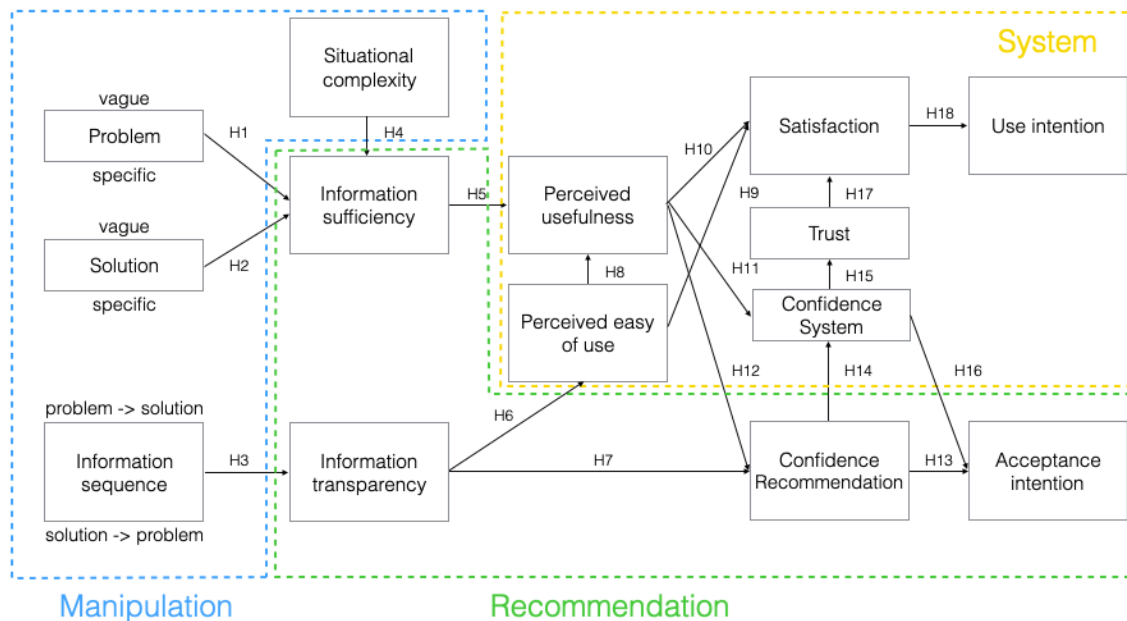 System
Situational
complexity
vague
Problem
specific
H1
H4
Satisfaction
H18
Use intention
H10
Information
sufficiency
H5
Perceived
usefulness
H9
H17
vague
Solution
specific
H2
Trust
H11
H15
H8
Perceived easy
of use
Confidence
System
H12
H14
H16
problem -> solution
Information
sequence
solution -> problem
H3
Information
transparency
H6
H7
Confidence
Recommendation
H13
Acceptance
intention
Manipulation
Recommendation